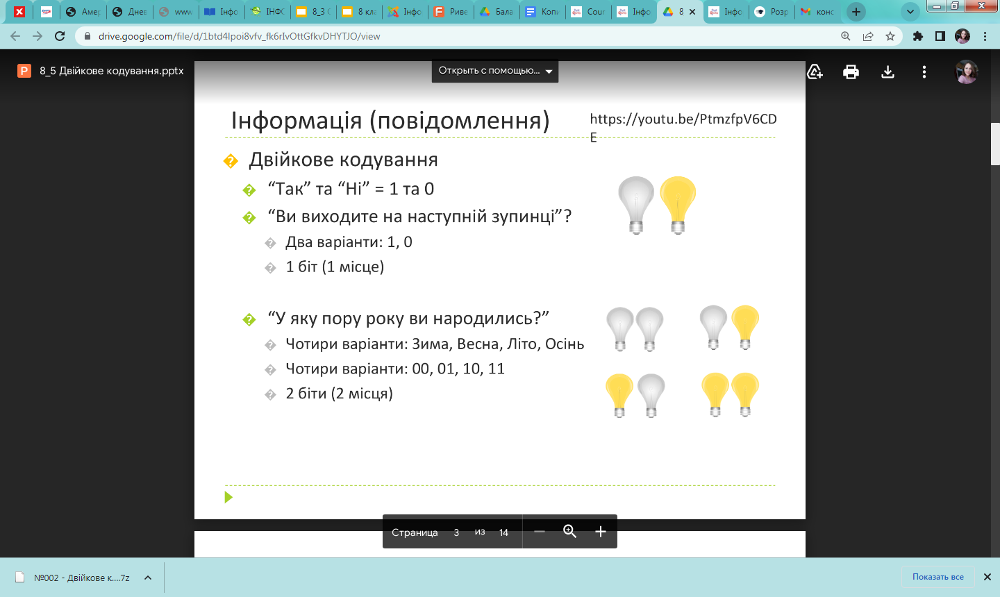 Амер
Днев
www
Інфо
ІНФО
8_3 О
8 кла
Інфо
Риве
Бала
Копи
Cour
Інфо
8
Інфо
Розр
конс
drive.google.com/file/d/1btd4lpoi8vfv_fk6rIvOttGfkvDHYTJO/view
8_5 Двійкове кодування.pptx
Открыть с помощью...
Інформація (повідомлення)
https://youtu.be/PtmzfpV6CD
E
Двійкове кодування
“Так” та “Ні” = 1 та 0
“Ви виходите на наступній зупинці”?
Два варіанти: 1, 0
1 біт (1 місце)
“У яку пору року ви народились?”
Чотири варіанти: Зима, Весна, Літо, Осінь
Чотири варіанти: 00, 01, 10, 11
2 біти (2 місця)
Страница 3 из 14
№002 - Двійкове к....7z
Показать все